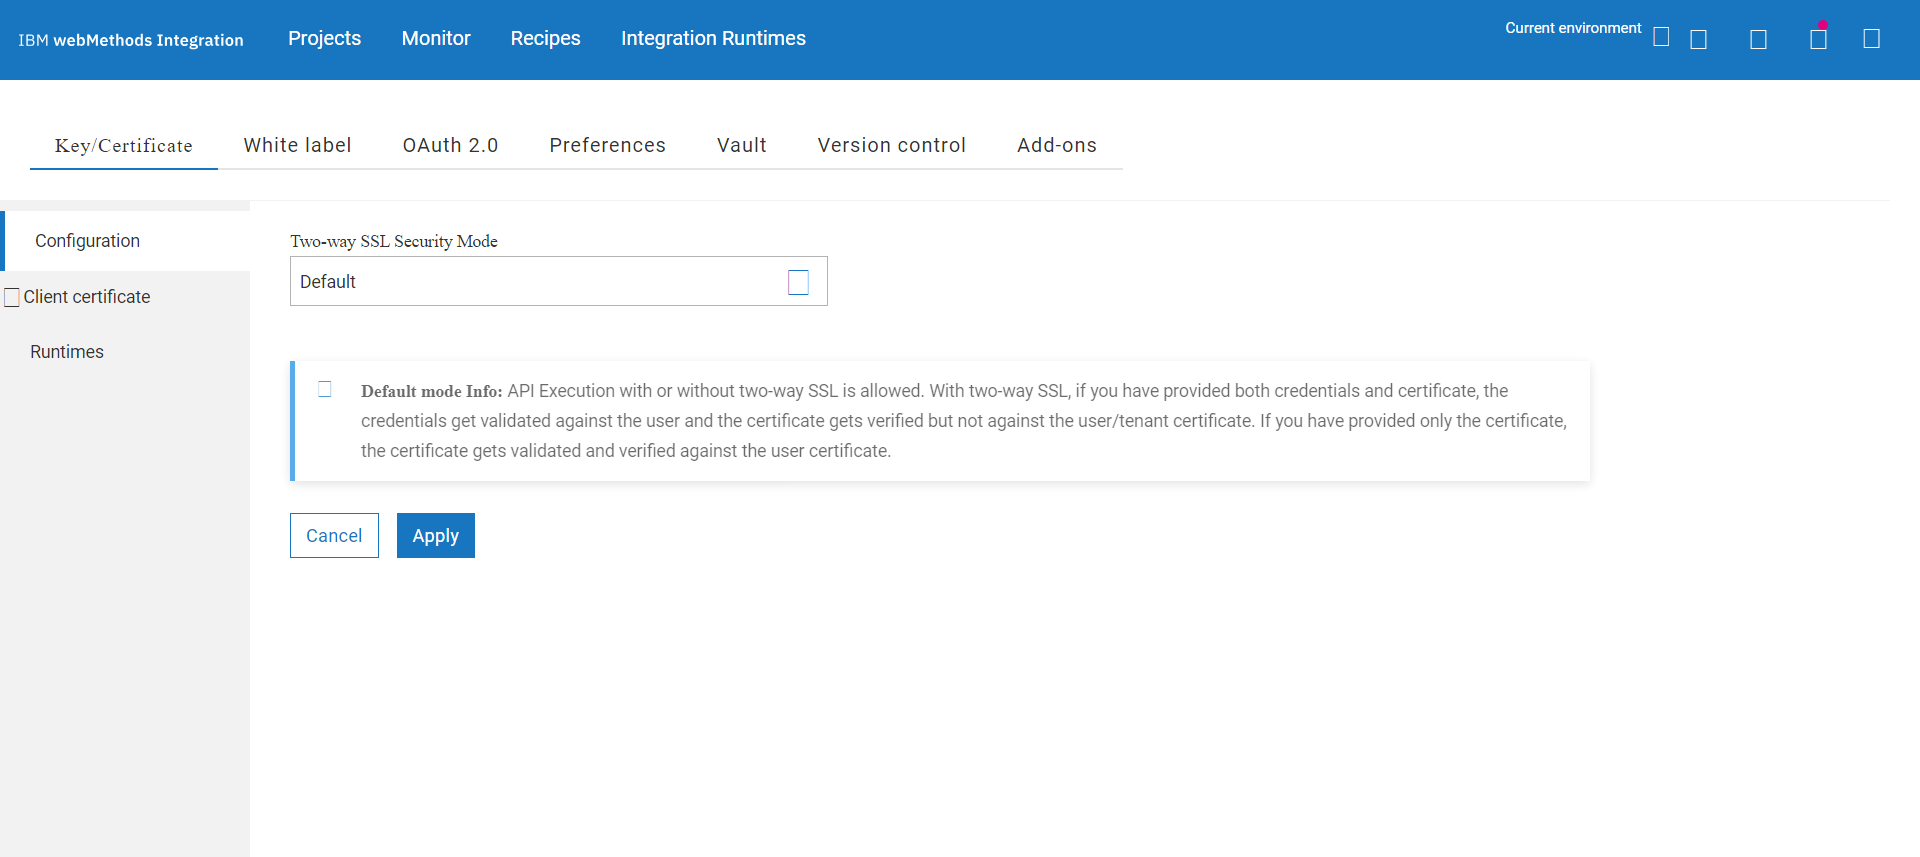 IBM webMethods Integration
Projects
Monitor
Recipes
Integration Runtimes
Current environment
Key/Certificate
White label
OAuth 2.0
Preferences
Vault
Version control
Add-ons
Configuration
Client certificate
Runtimes
Two-way SSL Security Mode
Default
Default mode Info: API Execution with or without two-way SSL is allowed. With two-way SSL, if you have provided both credentials and certificate, the
credentials get validated against the user and the certificate gets verified but not against the user/tenant certificate. If you have provided only the certificate,
the certificate gets validated and verified against the user certificate.
Cancel
Apply